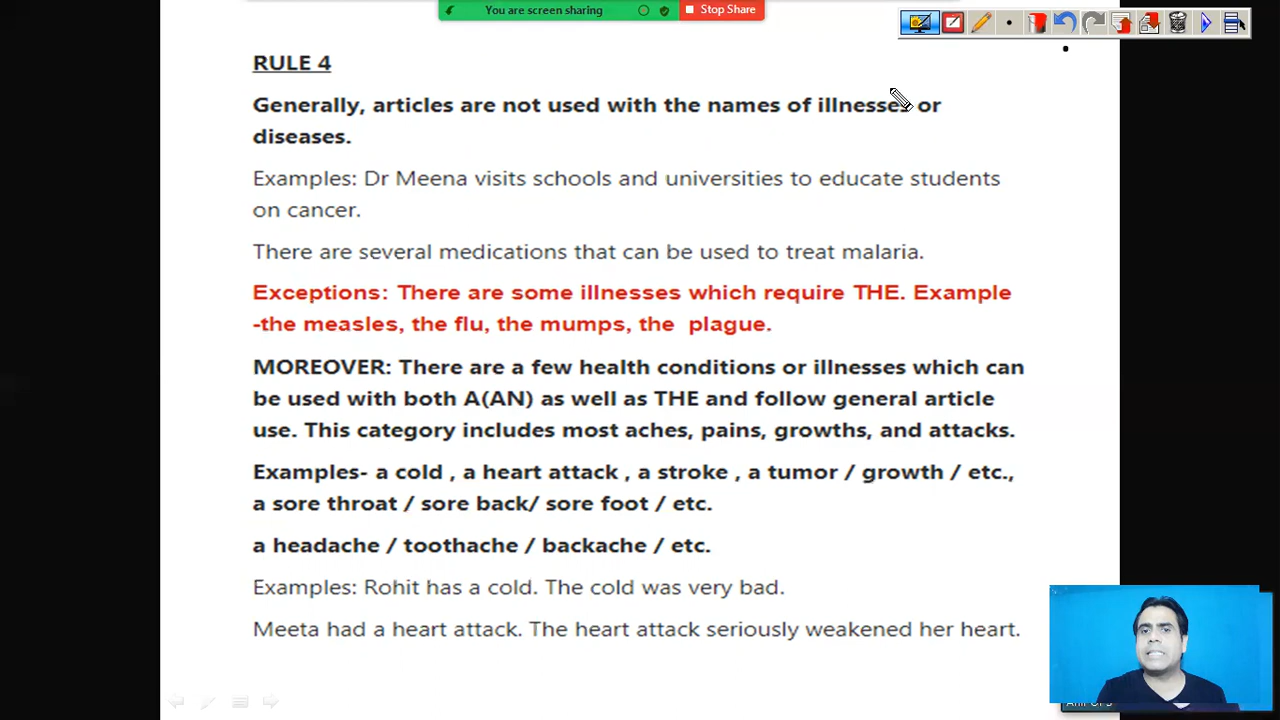 You are screen sharing
Stop Share
RULE 4
Generally, articles are not used with the names of illnesses or
diseases.
Examples: Dr Meena visits schools and universities to educate students
on cancer.
There are several medications that can be used to treat malaria.
Exceptions: There are some illnesses which require THE. Example
-the measles, the flu, the mumps, the plague.
MOREOVER: There are a few health conditions or illnesses which can
be used with both A(AN) as well as THE and follow general article
use. This category includes most aches, pains, growths, and attacks.
Examples- a cold , a heart attack , a stroke , a tumor / growth / etc.,
a sore throat / sore back/ sore foot / etc.
a headache / toothache / backache / etc.
Examples: Rohit has a cold. The cold was very bad.
Meeta had a heart attack. The heart attack seriously weakened her heart.